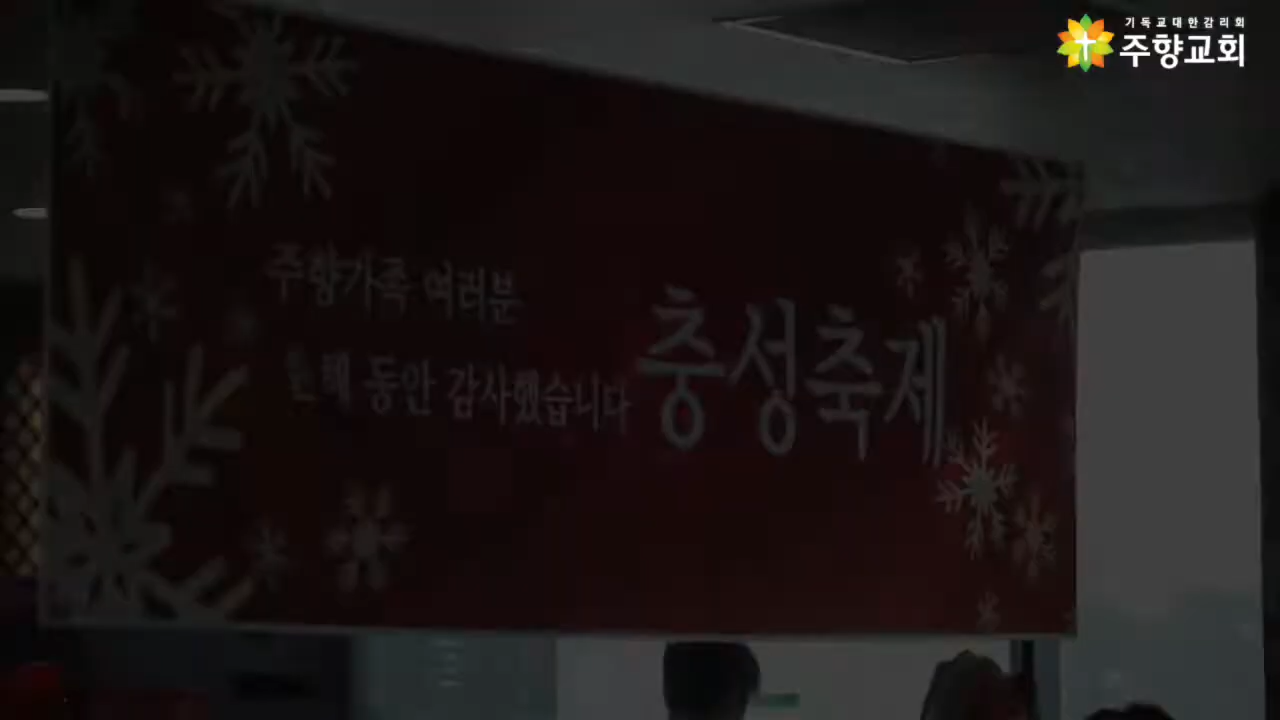 기독교대한감리회
주향교회
주향가족 여러분
한해 동안 감사했습니다
충성축제